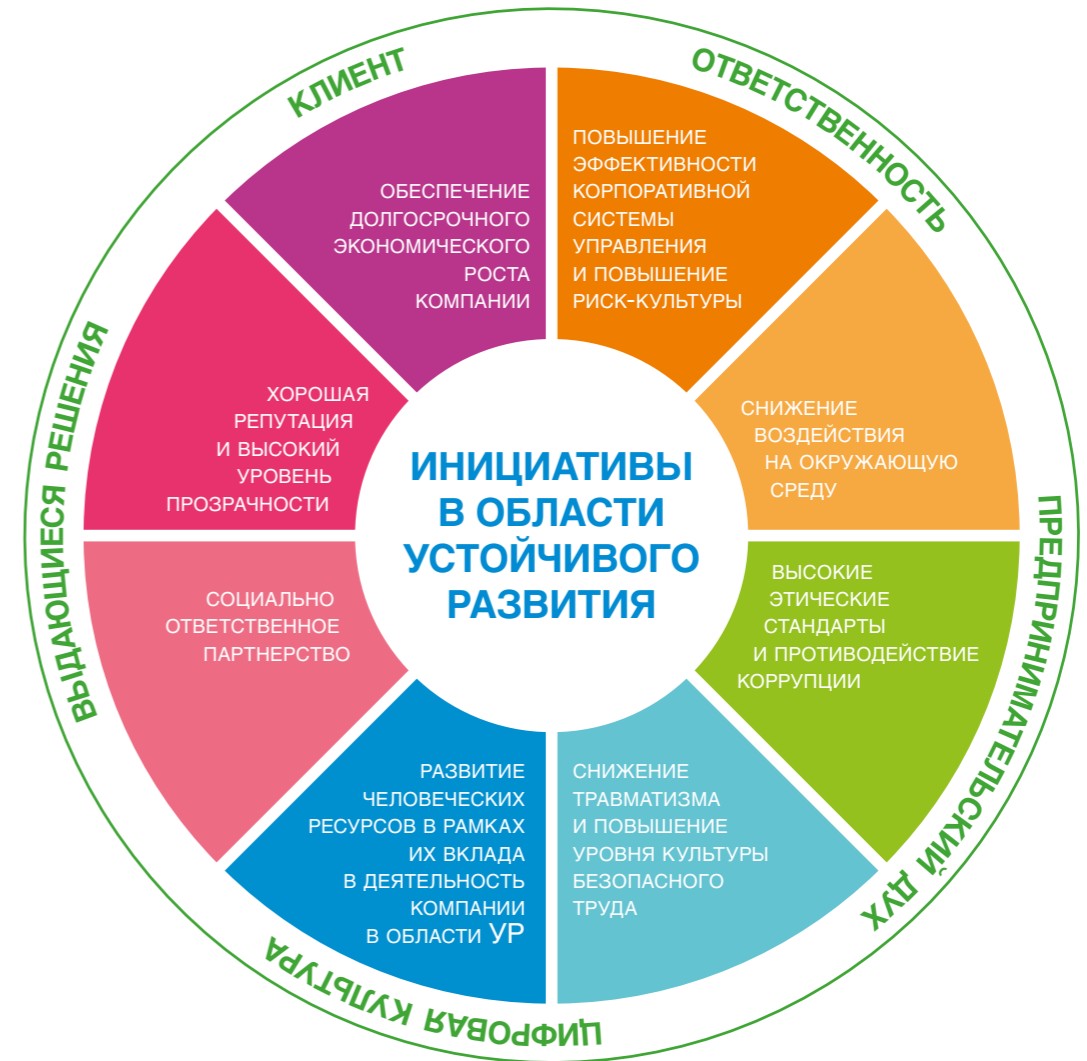 КЛИЕНТ
ОТВЕТСТВЕННОСТЬ
ПРЕДПРИНИМАТЕЛЬСКИЙ ДУХ
ЦИФРОВАЯ КУЛЬТУРА
ВЫДАЮЩИЕСЯ РЕШЕНИЯ
ИНИЦИАТИВЫ
В ОБЛАСТИ
УСТОЙЧИВОГО
РАЗВИТИЯ
ПОВЫШЕНИЕ
ЭФФЕКТИВНОСТИ
КОРПОРАТИВНОЙ
СИСТЕМЫ
УПРАВЛЕНИЯ
И ПОВЫШЕНИЕ
РИСК-КУЛЬТУРЫ
СНИЖЕНИЕ
ВОЗДЕЙСТВИЯ
НА ОКРУЖАЮЩУЮ
СРЕДУ
ВЫСОКИЕ
ЭТИЧЕСКИЕ
СТАНДАРТЫ
И ПРОТИВОДЕЙСТВИЕ
КОРРУПЦИИ
СНИЖЕНИЕ
ТРАВМАТИЗМА
И ПОВЫШЕНИЕ
УРОВНЯ КУЛЬТУРЫ
БЕЗОПАСНОГО
ТРУДА
РАЗВИТИЕ
ЧЕЛОВЕЧЕСКИХ
РЕСУРСОВ В РАМКАХ
ИХ ВКЛАДА
В ДЕЯТЕЛЬНОСТЬ
КОМПАНИИ
В ОБЛАСТИ УР
СОЦИАЛЬНО
ОТВЕТСТВЕННОЕ
ПАРТНЕРСТВО
ХОРОШАЯ
РЕПУТАЦИЯ
И ВЫСОКИЙ
УРОВЕНЬ
ПРОЗРАЧНОСТИ
ОБЕСПЕЧЕНИЕ
ДОЛГОСРОЧНОГО
ЭКОНОМИЧЕСКОГО
РОСТА
КОМПАНИИ